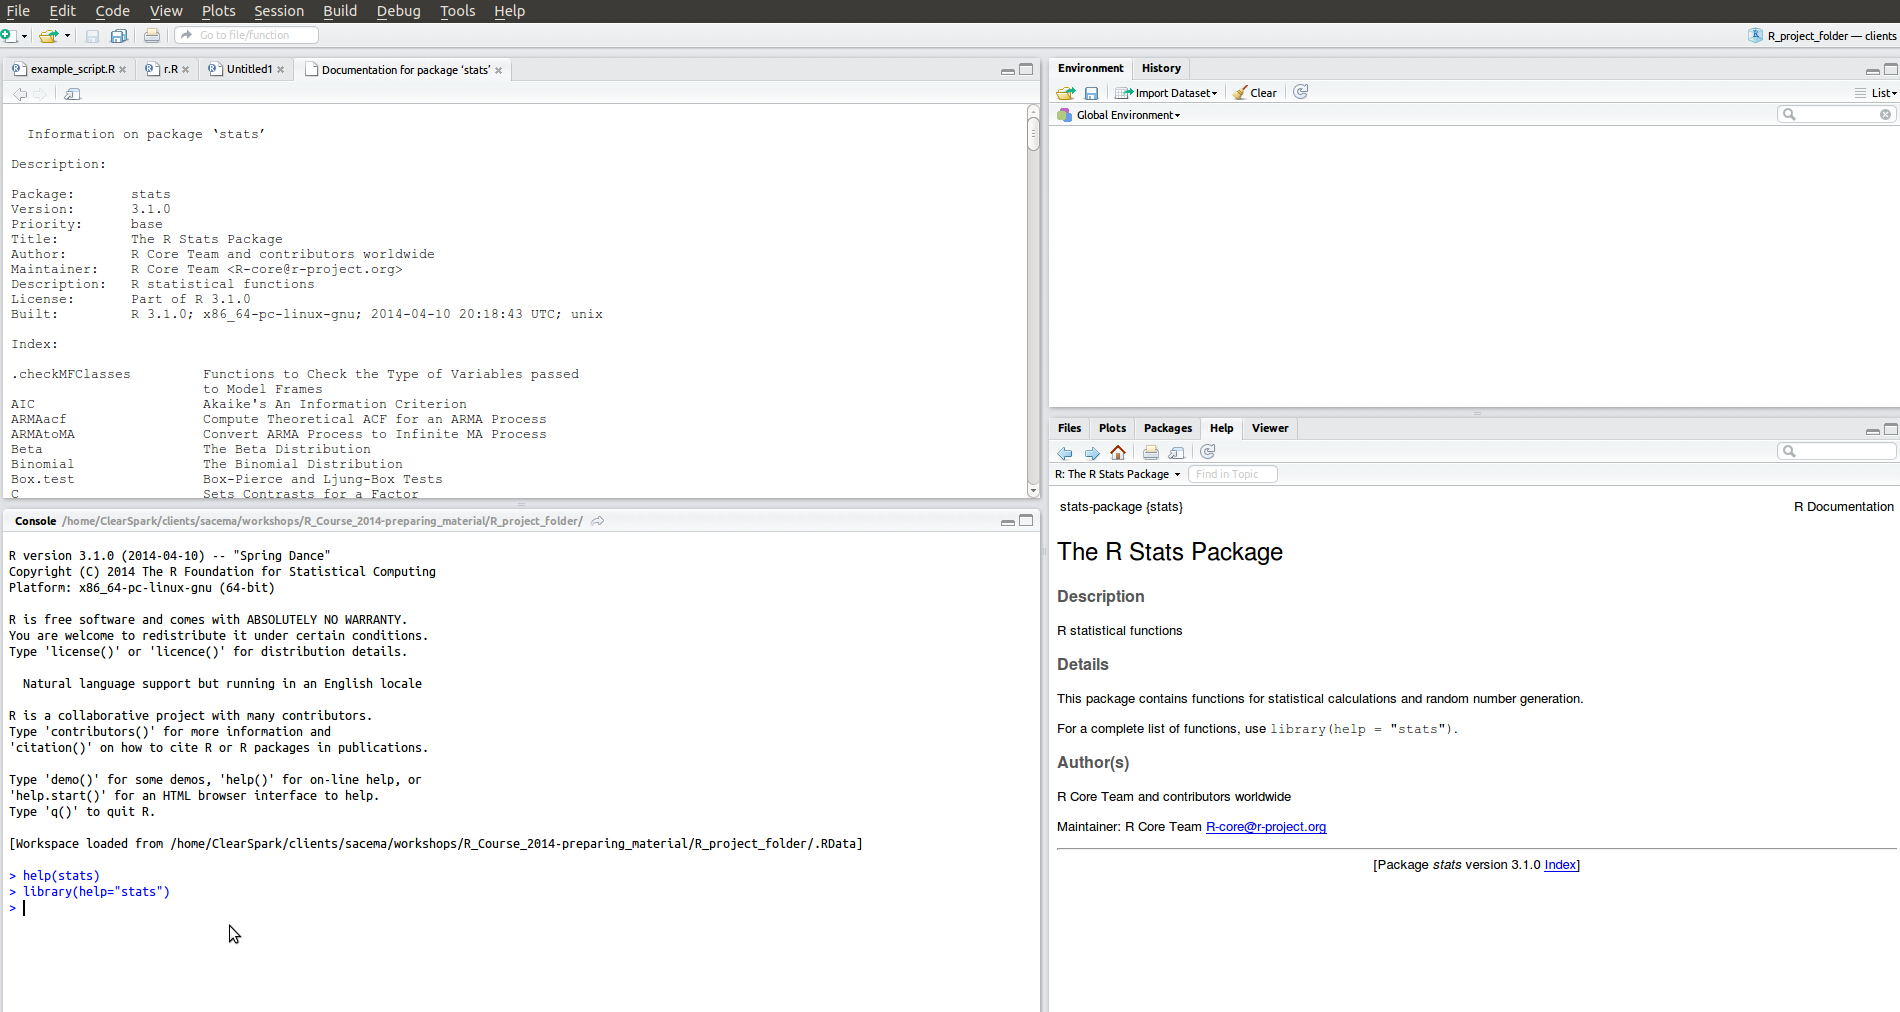 File Edit Code View Plots Session Build Debug Tools Help
Go to file/function
R_project_folder — clients
example_script.R
r.R
Untitled1
Documentation for package ‘stats’
Information on package ‘stats’
Description:
Package: stats
Version: 3.1.0
Priority: base
Title: The R Stats Package
Author: R Core Team and contributors worldwide
Maintainer: R Core Team <R-core@r-project.org>
Description: R statistical functions
License: Part of R 3.1.0
Built: R 3.1.0; x86_64-pc-linux-gnu; 2014-04-10 20:18:43 UTC; unix
Index:
.checkMFClasses Functions to Check the Type of Variables passed
to Model Frames
AIC Akaike's An Information Criterion
ARMAacf Compute Theoretical ACF for an ARMA Process
ARMAtoMA Convert ARMA Process to Infinite MA Process
Beta The Beta Distribution
Binomial The Binomial Distribution
Box.test Box-Pierce and Ljung-Box Tests
C Sets Contrasts for a Factor
Console /home/ClearSpark/clients/sacema/workshops/R_Course_2014-preparing_material/R_project_folder/
R version 3.1.0 (2014-04-10) -- "Spring Dance"
Copyright (C) 2014 The R Foundation for Statistical Computing
Platform: x86_64-pc-linux-gnu (64-bit)
R is free software and comes with ABSOLUTELY NO WARRANTY.
You are welcome to redistribute it under certain conditions.
Type 'license()' or 'licence()' for distribution details.
Natural language support but running in an English locale
R is a collaborative project with many contributors.
Type 'contributors()' for more information and
'citation()' on how to cite R or R packages in publications.
Type 'demo()' for some demos, 'help()' for on-line help, or
'help.start()' for an HTML browser interface to help.
Type 'q()' to quit R.
[Workspace loaded from /home/ClearSpark/clients/sacema/workshops/R_Course_2014-preparing_material/R_project_folder/.RData]
> help(stats)
> library(help="stats")
>
Environment History
Import Dataset Clear List
Global Environment
Files Plots Packages Help Viewer
R: The R Stats Package Find in Topic
stats-package {stats} R Documentation
The R Stats Package
Description
R statistical functions
Details
This package contains functions for statistical calculations and random number generation.
For a complete list of functions, use library(help = "stats").
Author(s)
R Core Team and contributors worldwide
Maintainer: R Core Team R-core@r-project.org
[Package stats version 3.1.0 Index]